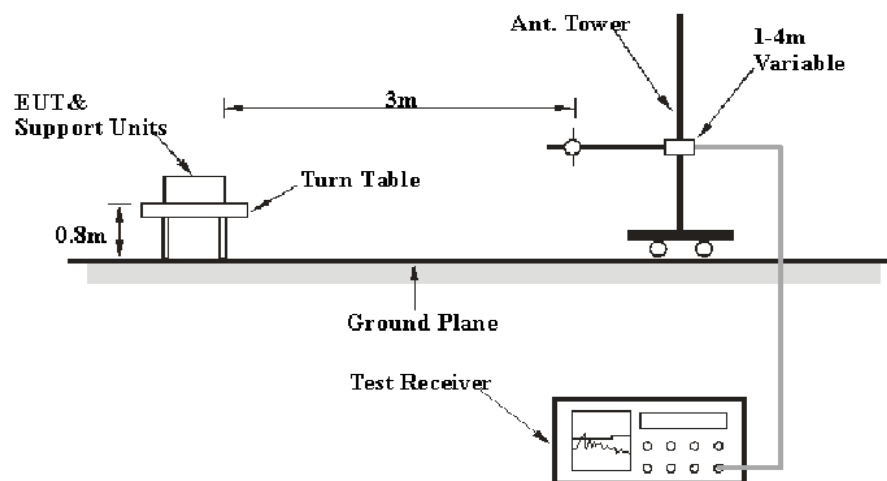 Ant. Tower
1-4m
Variable
3m
EUT&
Support Units
Turn Table
0.8m
Ground Plane
Test Receiver